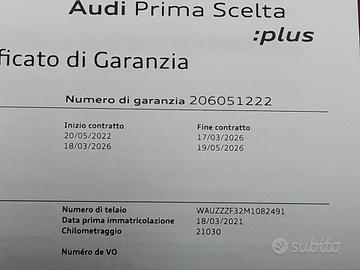 Audi Prima Scelta
:plus
ficato di Garanzia
Numero di garanzia 206051222
Inizio contratto Fine contratto
20/05/2022 17/03/2026
18/03/2026 19/05/2026
Numero di telaio WAUZZZF32M1082491
Data prima immatricolazione 18/03/2021
Chilometraggio 21030
Numéro de VO
subito